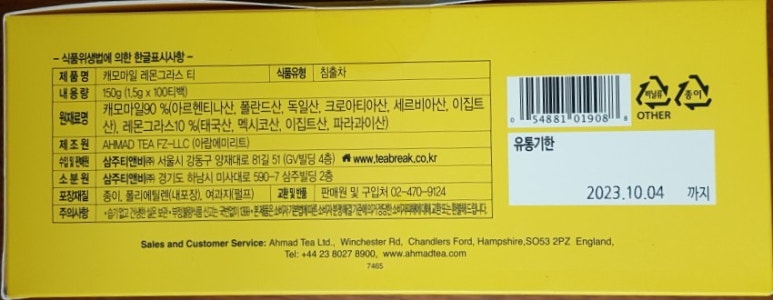 - 식품위생법에 의한 한글표시사항 -
제 품 명 캐모마일 레몬그라스 티 식품유형 침출차
내 용 량 150g (1.5g x 100티백)
원재료명 캐모마일90 %(아르헨티나산, 폴란드산, 독일산, 크로아티아산, 세르비아산, 이집트
산), 레몬그라스10 %(태국산, 멕시코산, 이집트산, 파라과이산)
제 조 원 AHMAD TEA FZ-LLC (아랍에미리트)
수입 및 판매원 삼주티앤비㈜ 서울시 강동구 양재대로 81길 51 (GV빌딩 4층) www.teabreak.co.kr
소 분 원 삼주티앤비㈜ 경기도 하남시 미사대로 590-7 삼주빌딩 2층
포장재질 종이, 폴리에틸렌(내포장), 여과지(펄프) 교환 및 반품 판매원 및 구입처 02-470-9124
주의사항
Sales and Customer Service: Ahmad Tea Ltd., Winchester Rd, Chandlers Ford, Hampshire,SO53 2PZ England,
Tel: +44 23 8027 8900, www.ahmadtea.com
7465
0 54881 01908 8
비닐류 종이
OTHER
유통기한
2023.10.04 까지